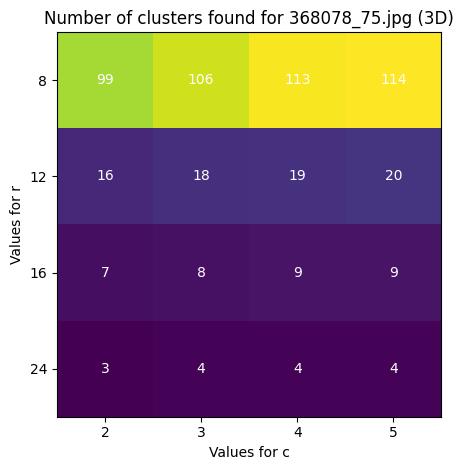 Number of clusters found for 368078_75.jpg (3D)
Values for r
8
99 106 113 114
12
16 18 19 20
16
7 8 9 9
24
3 4 4 4
2 3 4 5
Values for c